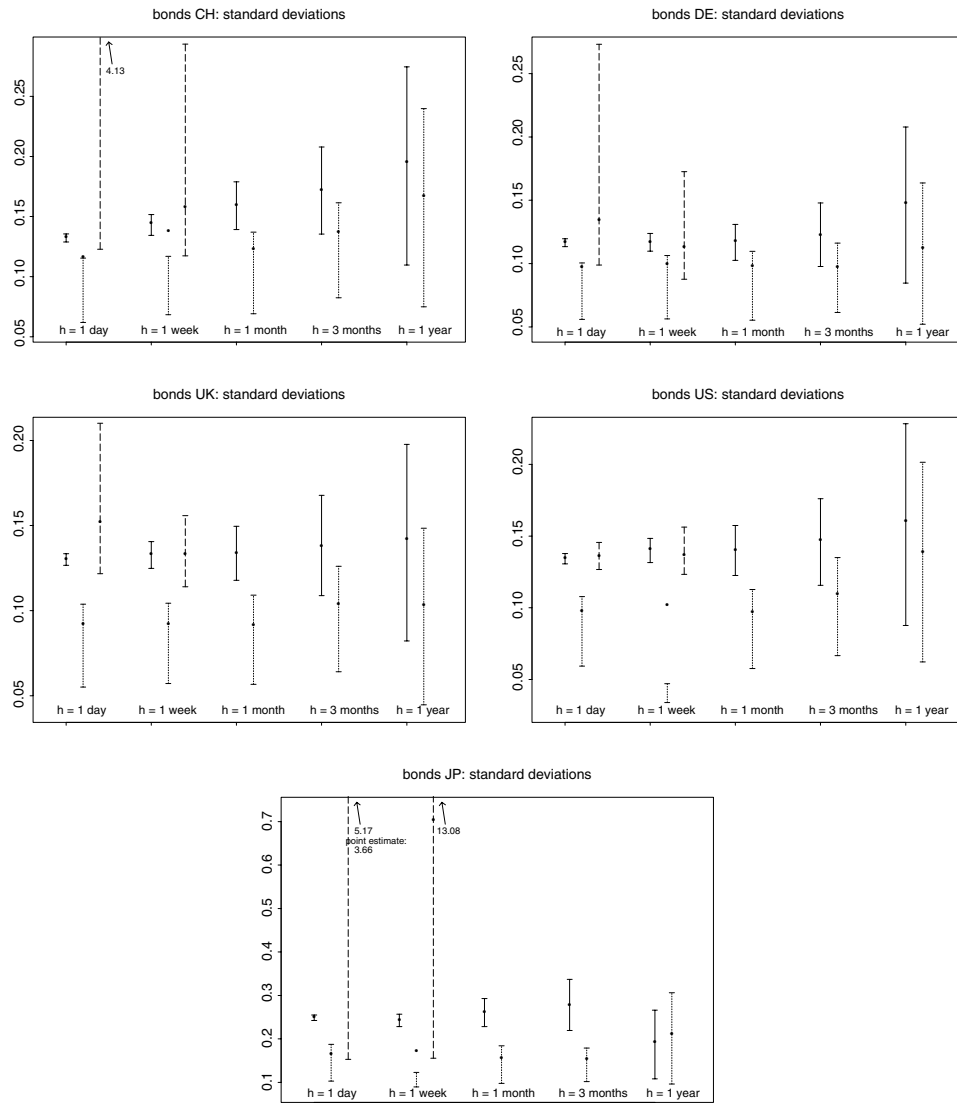 bonds CH: standard deviations
4.13
0.25
0.20
0.15
0.10
0.05
h = 1 day
h = 1 week
h = 1 month
h = 3 months
h = 1 year
bonds DE: standard deviations
0.25
0.20
0.15
0.10
0.05
h = 1 day
h = 1 week
h = 1 month
h = 3 months
h = 1 year
bonds UK: standard deviations
0.20
0.15
0.10
0.05
h = 1 day
h = 1 week
h = 1 month
h = 3 months
h = 1 year
bonds US: standard deviations
0.20
0.15
0.10
0.05
h = 1 day
h = 1 week
h = 1 month
h = 3 months
h = 1 year
bonds JP: standard deviations
5.17
point estimate:
3.66
13.08
0.7
0.6
0.5
0.4
0.3
0.2
0.1
h = 1 day
h = 1 week
h = 1 month
h = 3 months
h = 1 year